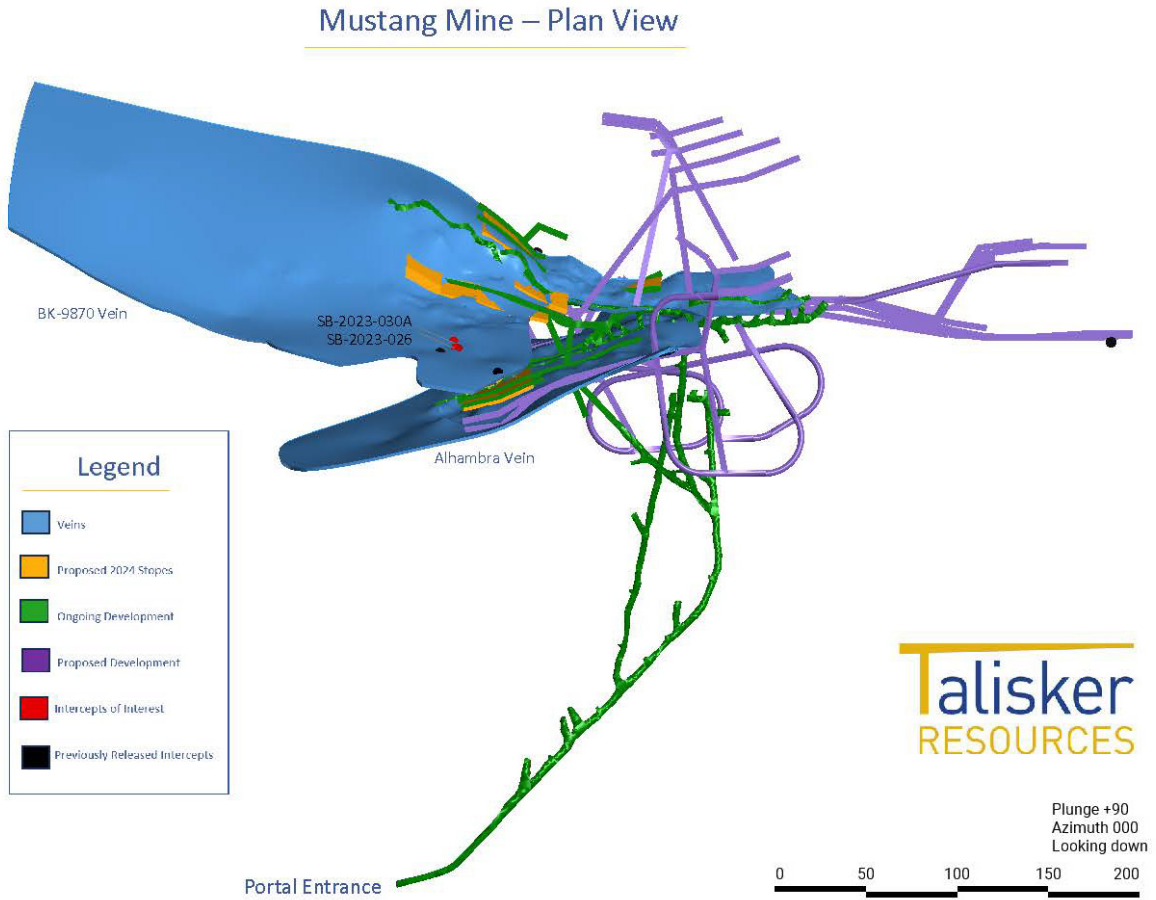 Mustang Mine – Plan View
BK-9870 Vein
SB-2023-030A
SB-2023-026
Alhambra Vein
Legend
Veins
Proposed 2024 Stopes
Ongoing Development
Proposed Development
Intercepts of Interest
Previously Released Intercepts
Talisker
RESOURCES
Plunge +90
Azimuth 000
Looking down
0 50 100 150 200
Portal Entrance